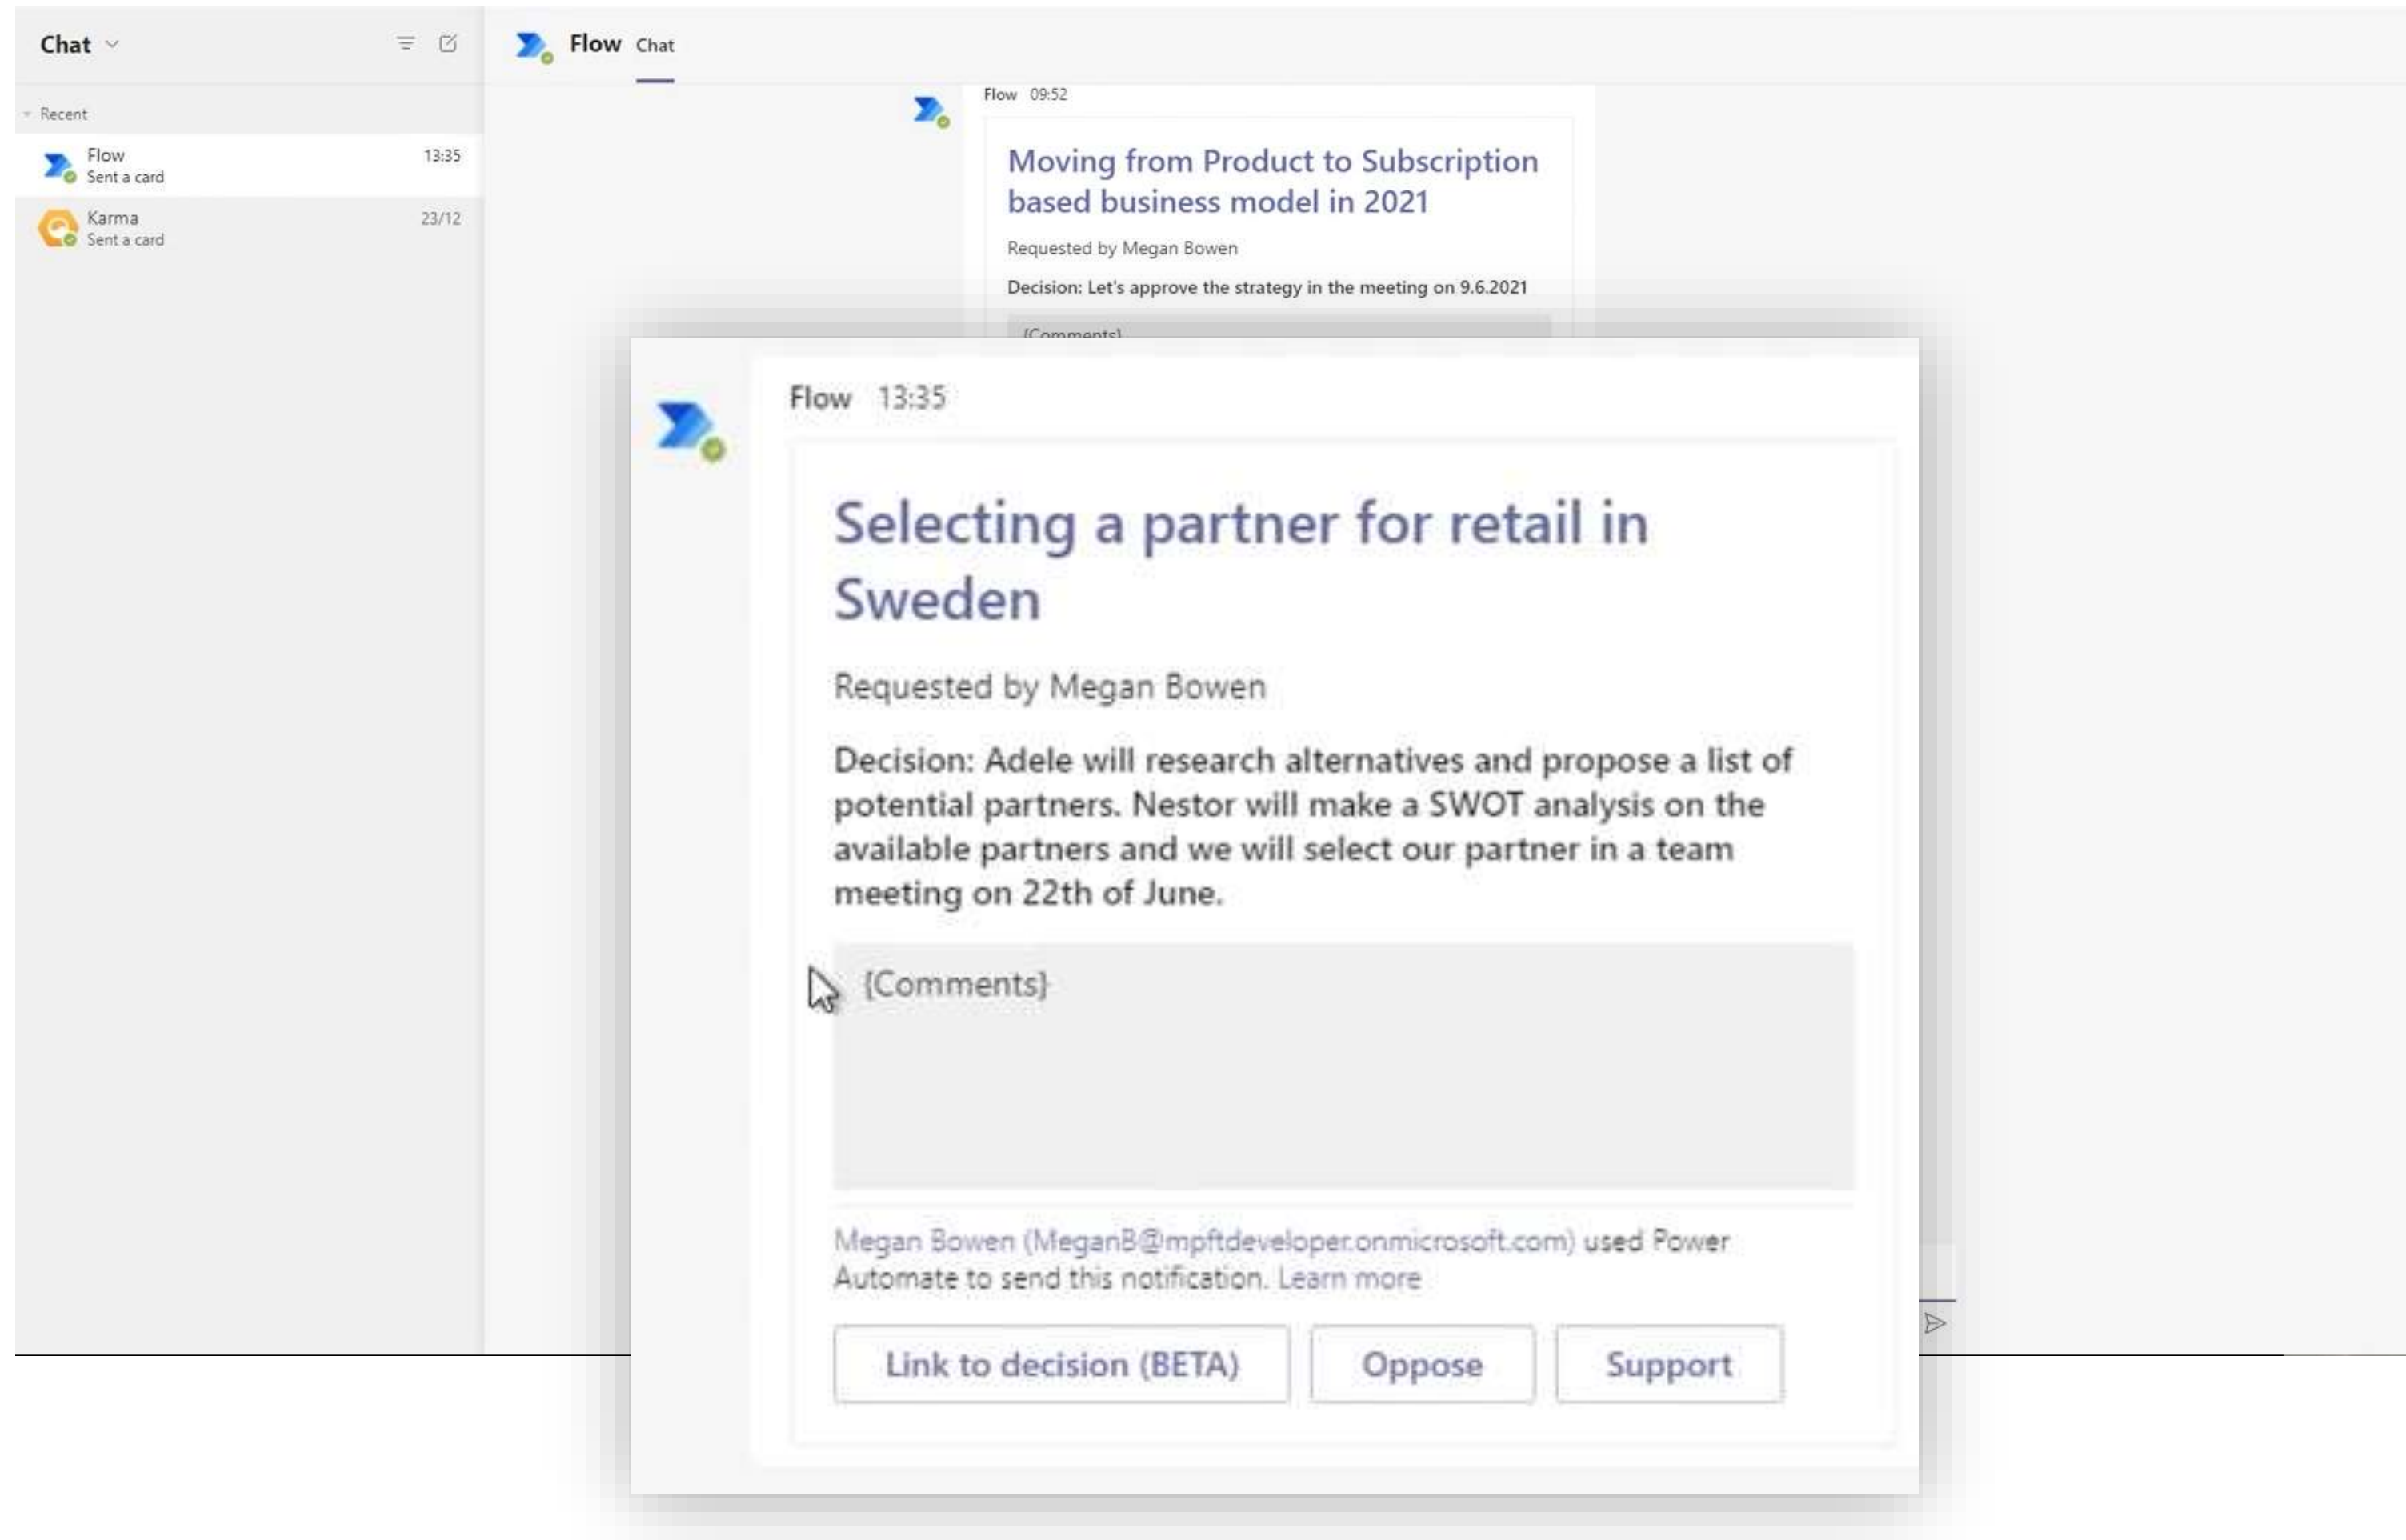 Chat
Recent
Flow 13:35
Sent a card
Karma 23/12
Sent a card
Flow Chat
Flow 09:52
Moving from Product to Subscription
based business model in 2021
Requested by Megan Bowen
Decision: Let's approve the strategy in the meeting on 9.6.2021
{Comments}
Flow 13:35
Selecting a partner for retail in
Sweden
Requested by Megan Bowen
Decision: Adele will research alternatives and propose a list of
potential partners. Nestor will make a SWOT analysis on the
available partners and we will select our partner in a team
meeting on 22th of June.
{Comments}
Megan Bowen (MeganB@mpftdeveloper.onmicrosoft.com) used Power
Automate to send this notification. Learn more
Link to decision (BETA) Oppose Support